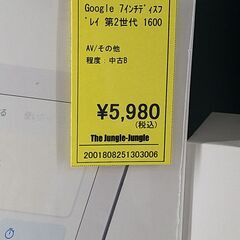 Google 7インチディスプ
レイ 第2世代 1600
AV/その他
程度: 中古B
¥5,980
(税込)
The Jungle-Jungle
2001808251303006